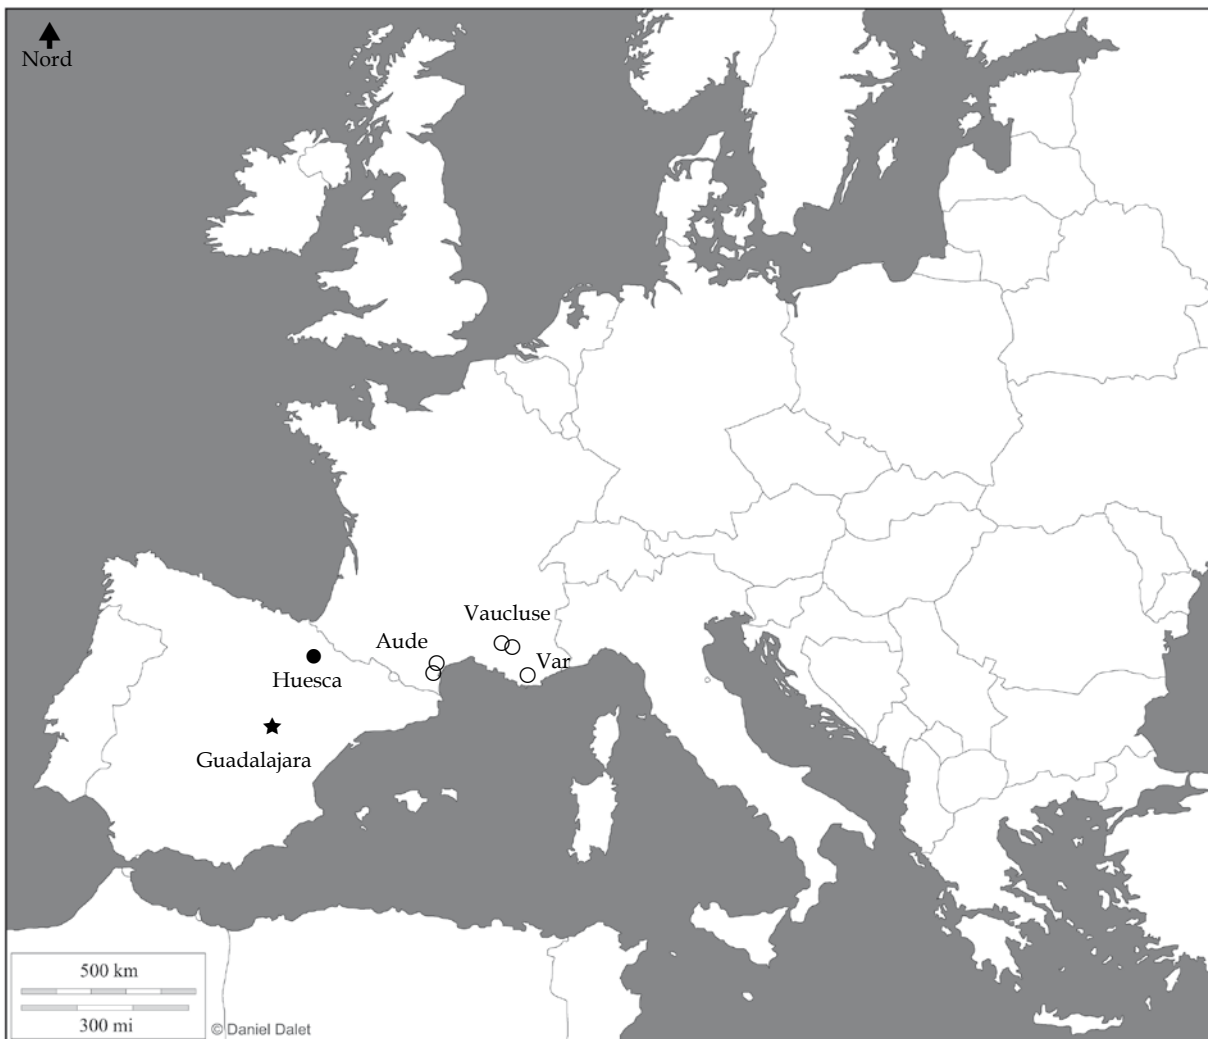 Nord
Vaucluse
Aude
Var
Huesca
Guadalajara
500 km
300 mi
© Daniel Dalet